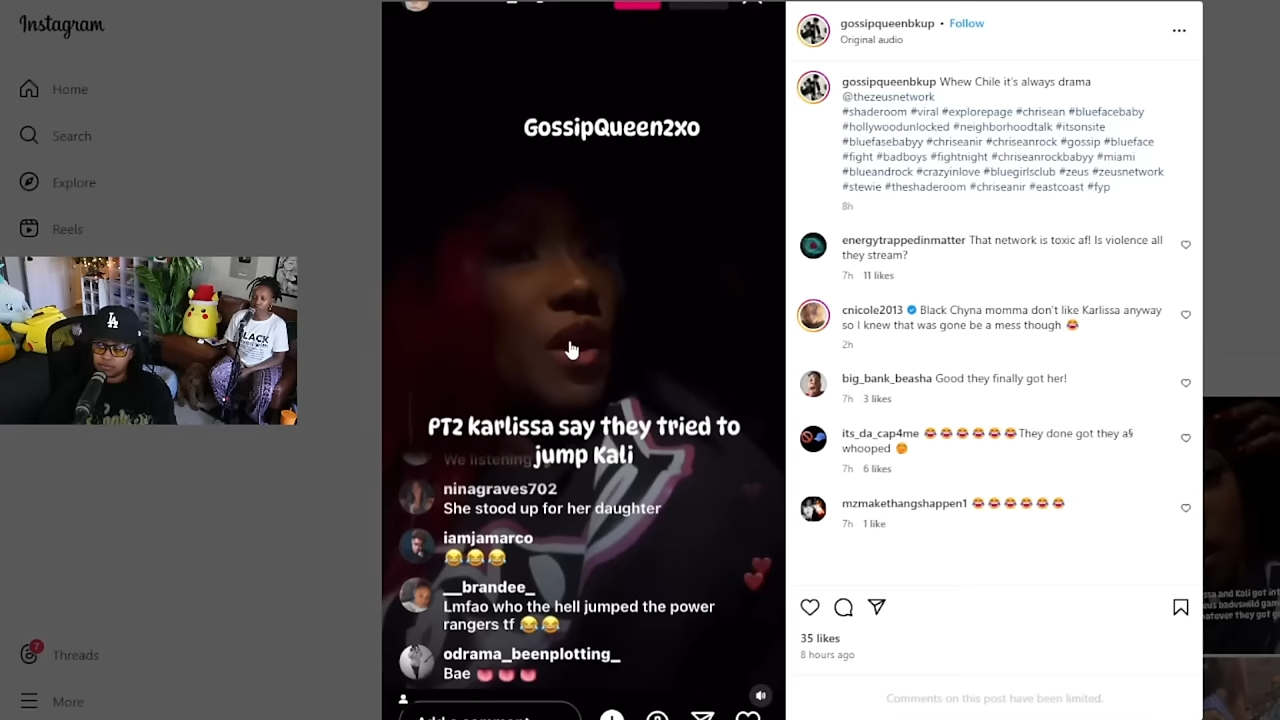 Instagram
Home
Search
Explore
Reels
7
Threads
More
LA
BLACK
GossipQueen2xo
PT2 karlissa say they tried to
jump Kali
We listening
ninagraves702
She stood up for her daughter
iamjamarco
😂😂😂
__brandee_
Lmfao who the hell jumped the power
rangers tf 😂😂
odrama_beenplotting_
Bae 👅👅👅
gossipqueenbkup • Follow
Original audio
gossipqueenbkup Whew Chile it's always drama
@thezeusnetwork
#shaderoom #viral #explorepage #chrisean #bluefacebaby
#hollywoodunlocked #neighborhoodtalk #itsonsite
#bluefasebabyy #chriseanir #chriseanrock #gossip #blueface
#fight #badboys #fightnight #chriseanrockbabyy #miami
#blueandrock #crazyinlove #bluegirlsclub #zeus #zeusnetwork
#stewie #theshaderoom #chriseanir #eastcoast #fyp
8h
energytrappedinmatter That network is toxic af! Is violence all
they stream?
7h 11 likes
cnicole2013 Black Chyna momma don't like Karlissa anyway
so I knew that was gone be a mess though 😂
2h
big_bank_beasha Good they finally got her!
7h 3 likes
its_da_cap4me 😂😂😂😂😂😂They done got they a§
whooped
7h 6 likes
mzmakethangshappen1 😂😂😂😂😂😂
7h 1 like
35 likes
8 hours ago
Comments on this post have been limited.